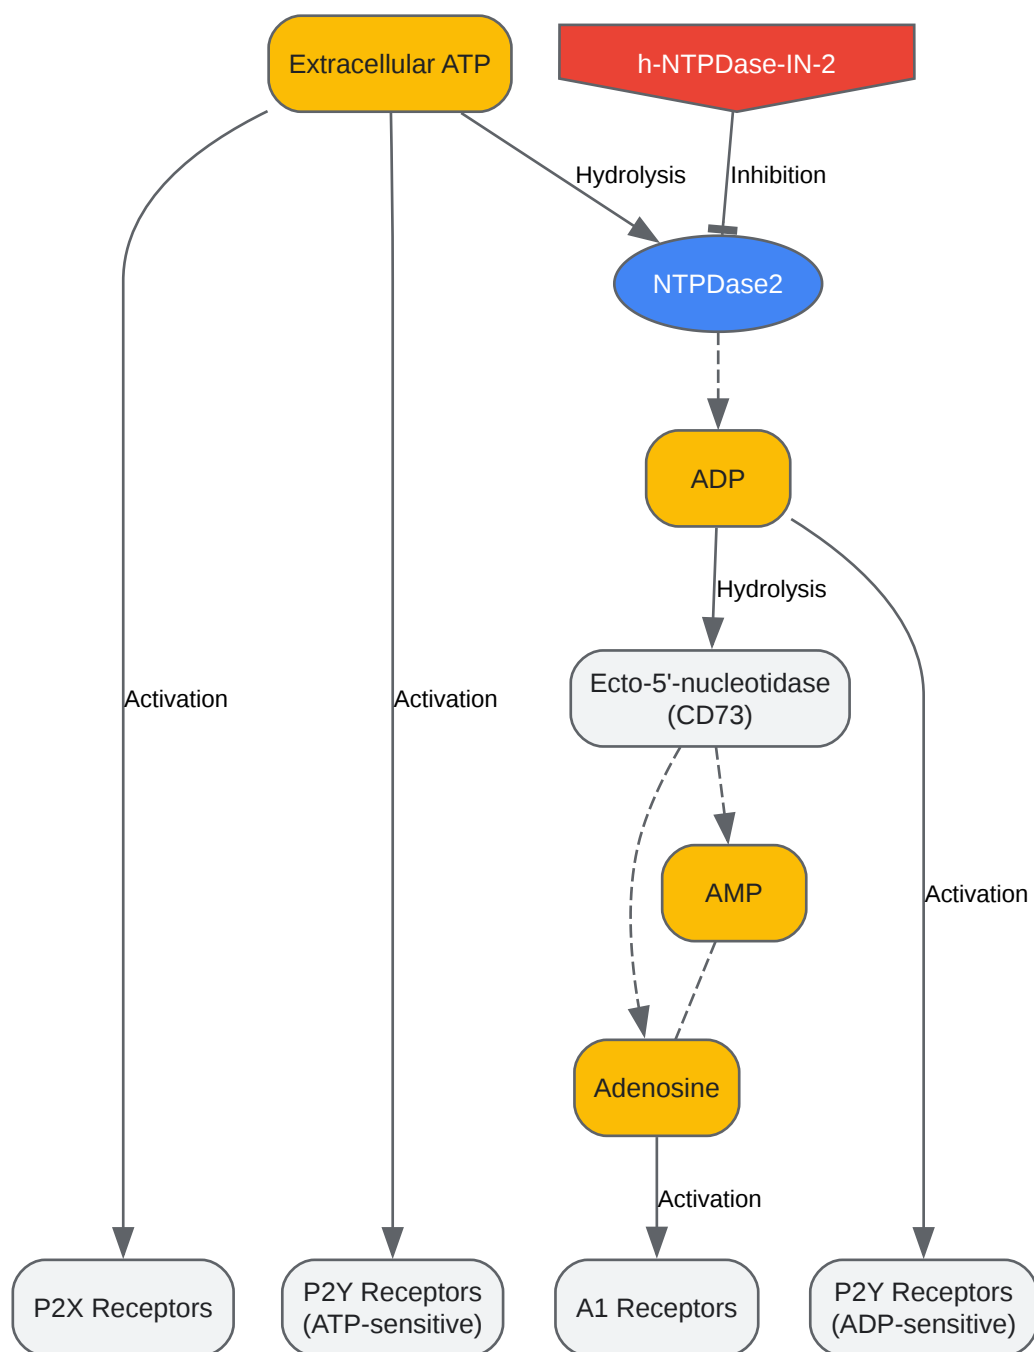 Extracellular ATP
h-NTPDase-IN-2
Hydrolysis
Inhibition
NTPDase2
ADP
Hydrolysis
Ecto-5'-nucleotidase
(CD73)
Activation
Activation
AMP
Activation
Adenosine
Activation
P2X Receptors
P2Y Receptors
(ATP-sensitive)
A1 Receptors
P2Y Receptors
(ADP-sensitive)